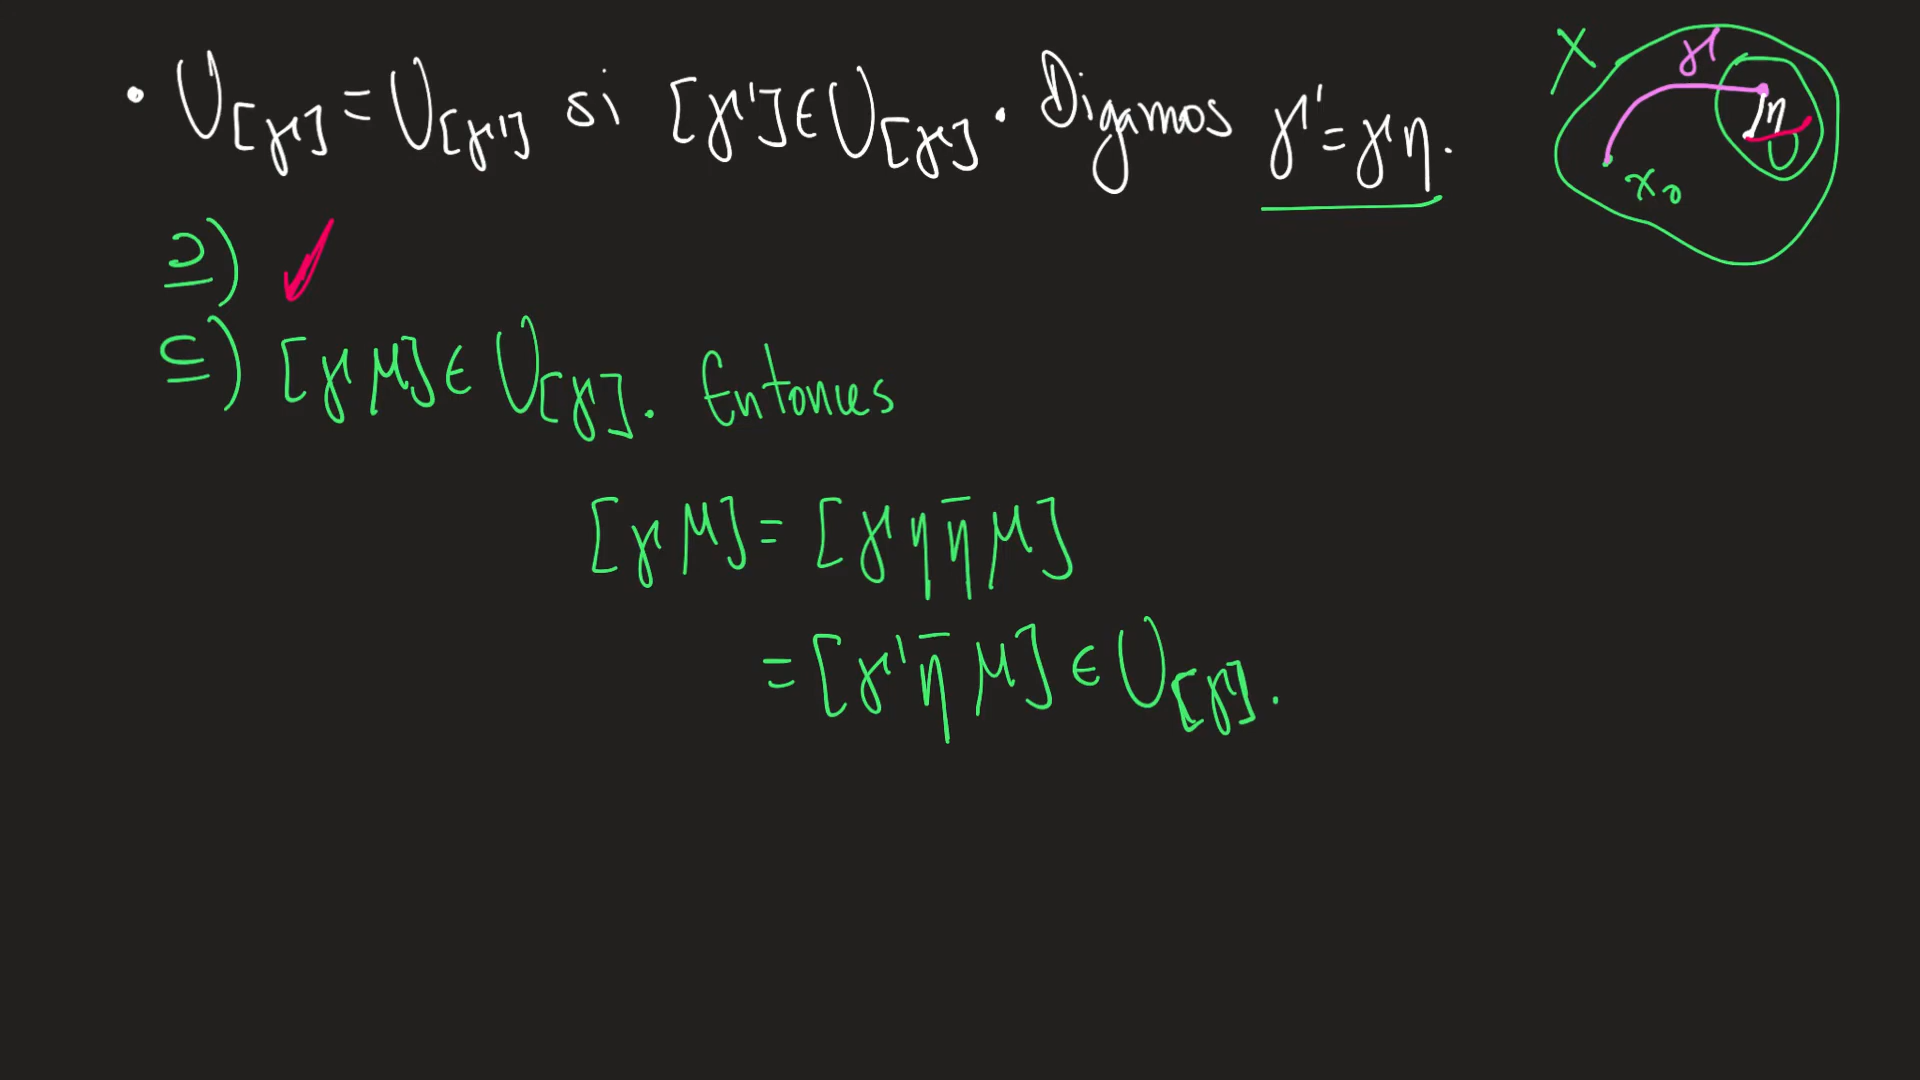 • U[γ] = U[γ'] si [γ'] ∈ U[γ]. Digamos γ' = γη.
X γ η U x₀
⊇) ✓
⊆) [γμ] ∈ U[γ]. Entonces
[γμ] = [γηη̄μ]
= [γ'η̄μ] ∈ U[γ'].